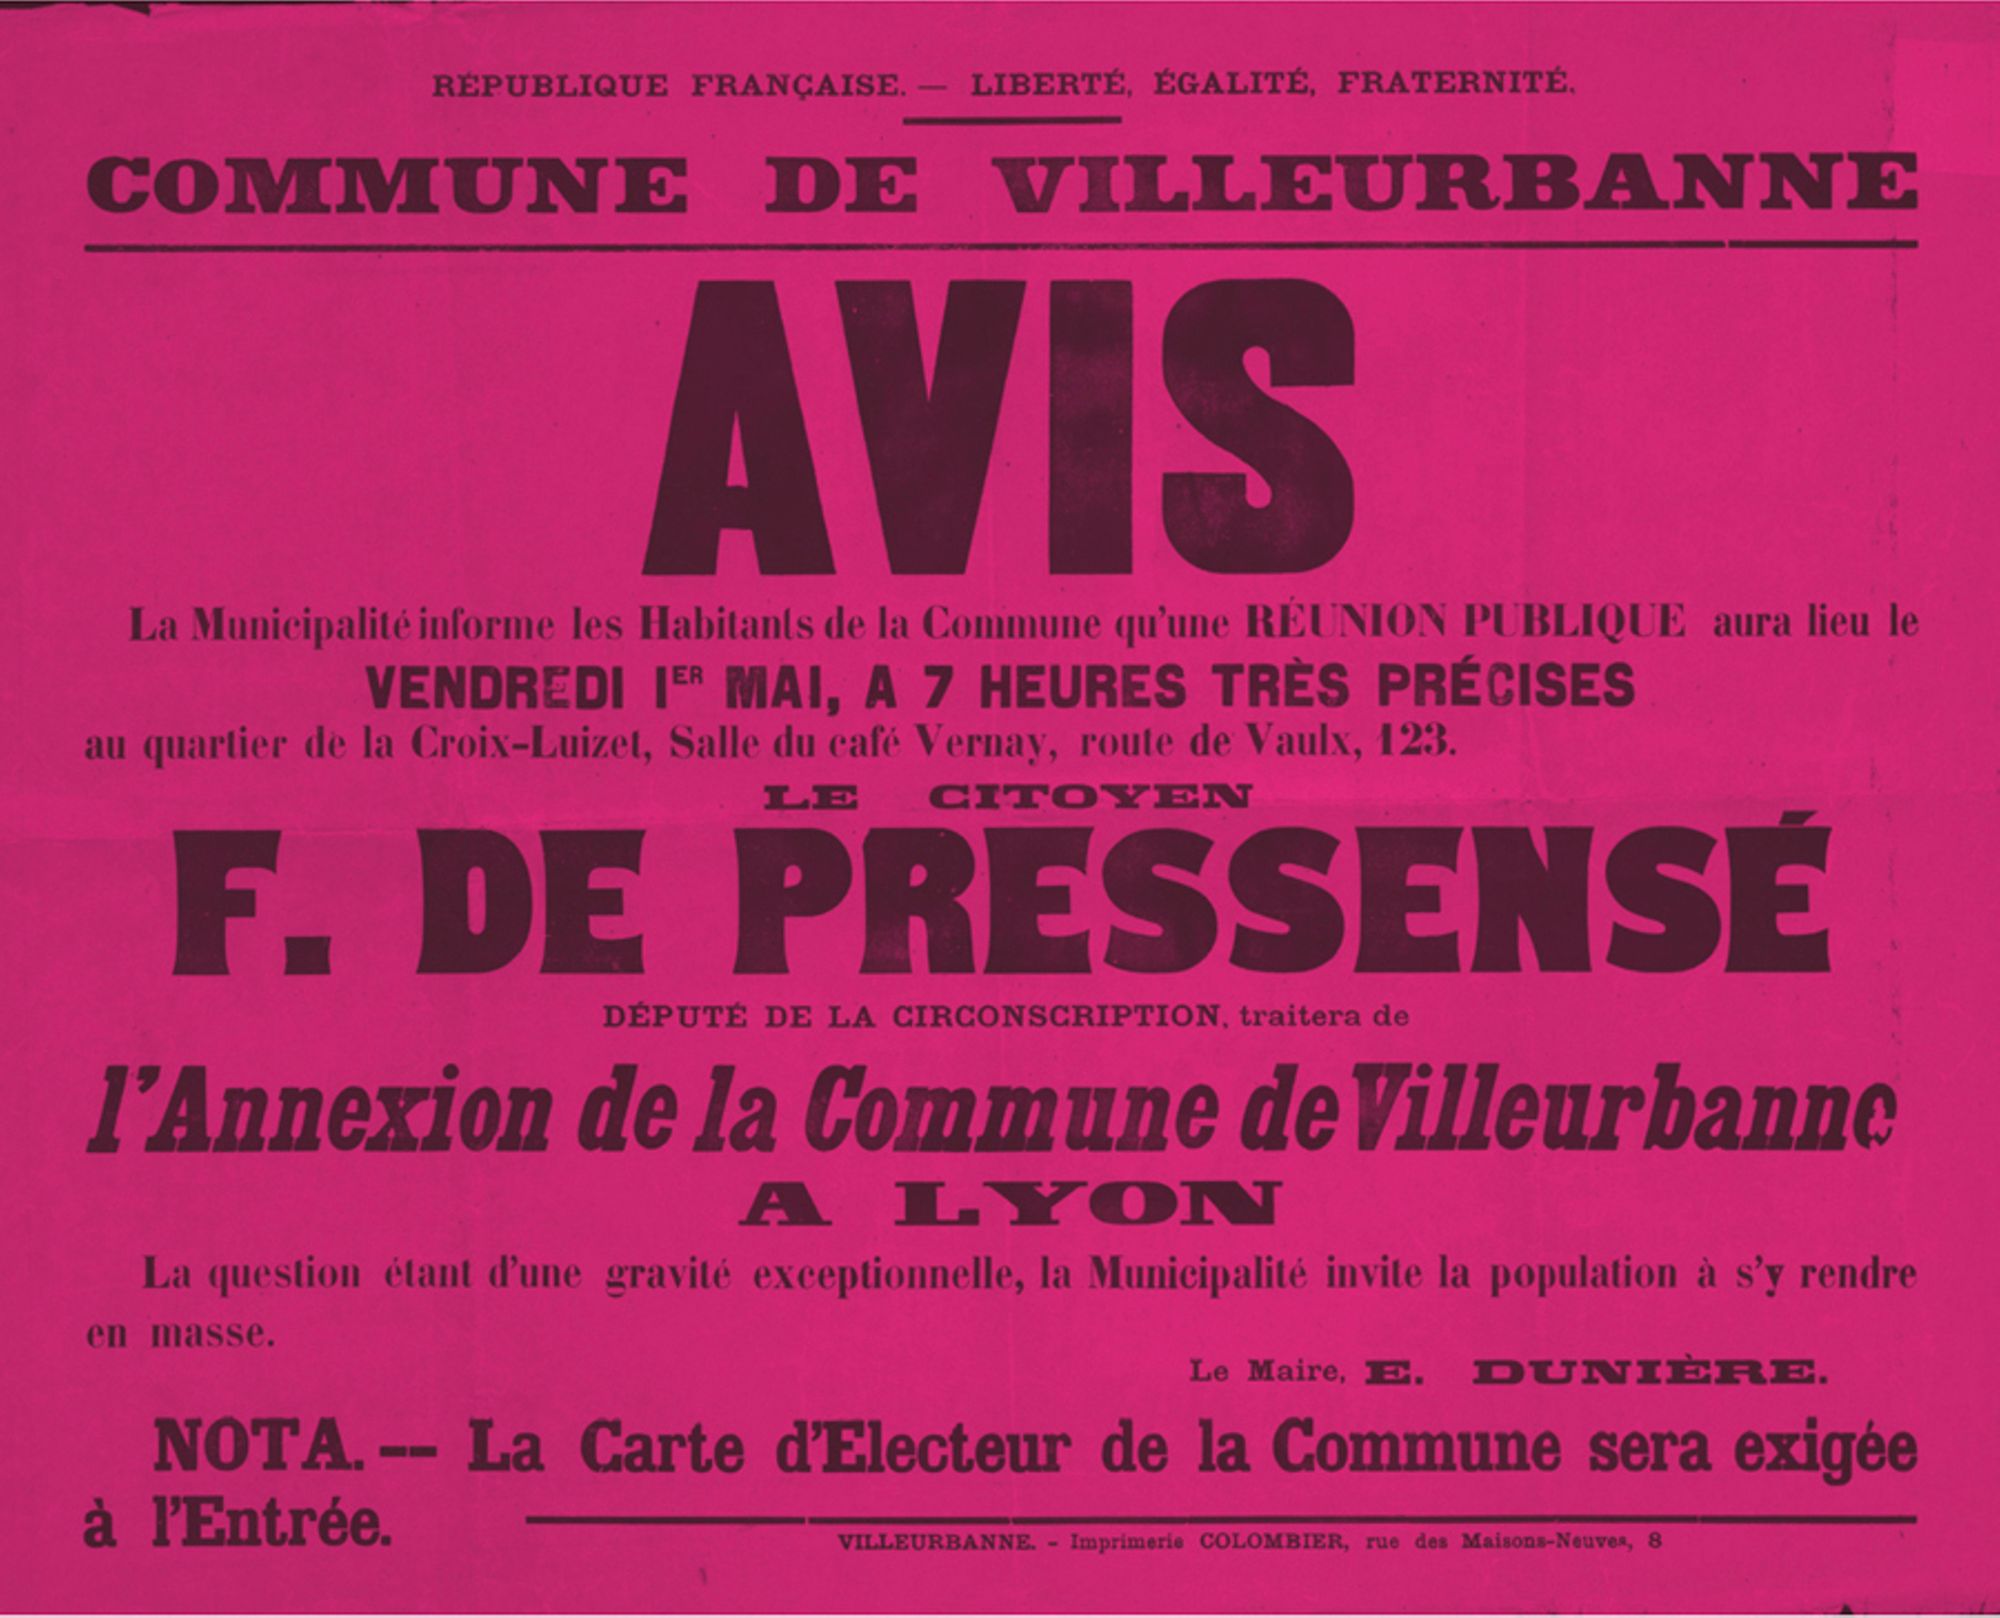 RÉPUBLIQUE FRANÇAISE. — LIBERTÉ, ÉGALITÉ, FRATERNITÉ.
COMMUNE DE VILLEURBANNE
AVIS
La Municipalité informe les Habitants de la Commune qu'une RÉUNION PUBLIQUE aura lieu le
VENDREDI 1ER MAI, A 7 HEURES TRÈS PRÉCISES
au quartier de la Croix-Luizet, Salle du café Vernay, route de Vaulx, 123.
LE CITOYEN
F. DE PRESSENSÉ
DÉPUTÉ DE LA CIRCONSCRIPTION, traitera de
l'Annexion de la Commune de Villeurbanne
A LYON
La question étant d'une gravité exceptionnelle, la Municipalité invite la population à s'y rendre
en masse.
Le Maire, E. DUNIÈRE.
NOTA. -- La Carte d'Electeur de la Commune sera exigée
à l'Entrée.
VILLEURBANNE. - Imprimerie COLOMBIER, rue des Maisons-Neuves, 8